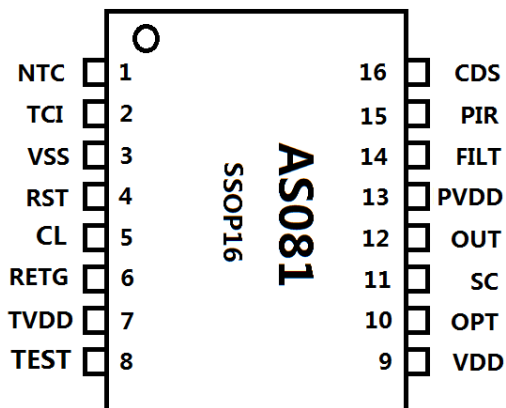 NTC 1 16 CDS
TCI 2 15 PIR
VSS 3 14 FILT
RST 4 13 PVDD
CL 5 12 OUT
RETG 6 11 SC
TVDD 7 10 OPT
TEST 8 9 VDD
AS081
SSOP16